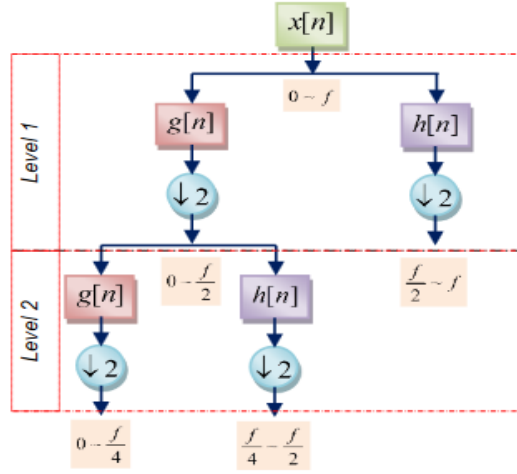 x[n]
0 ~ f
Level 1
g[n]
h[n]
↓ 2
↓ 2
0 - f/2
f/2 ~ f
Level 2
g[n]
h[n]
↓ 2
↓ 2
0 - f/4
f/4 - f/2